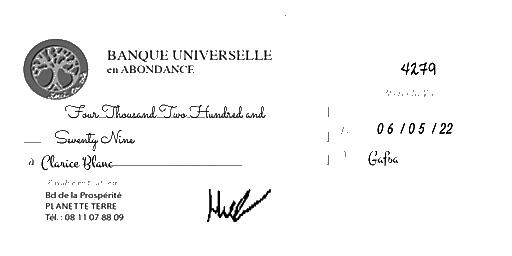 BANQUE UNIVERSELLE
en ABONDANCE
4279
Four Thousand Two Hundred and
Seventy Nine
06/05/22
à Clarice Blanc
Gafsa
Bd de la Prospérité
PLANETTE TERRE
Tél. : 08 11 07 88 09